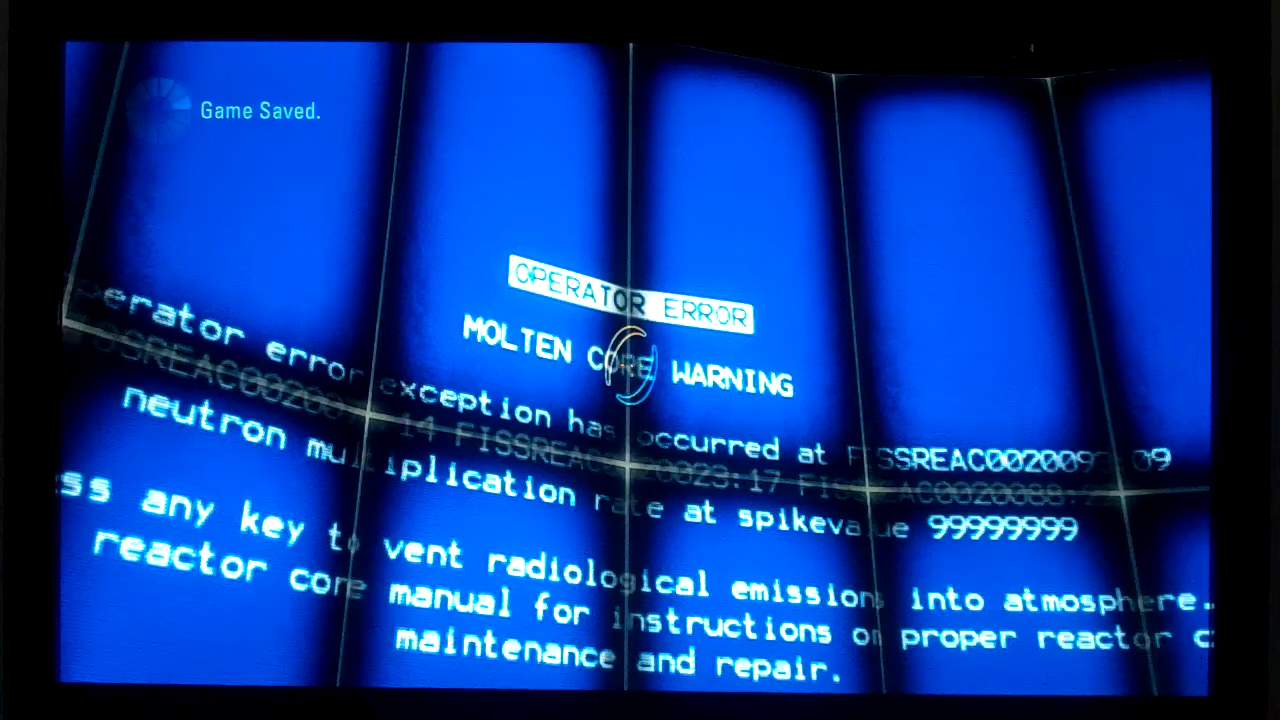 Game Saved.
OPERATOR ERROR
MOLTEN CORE WARNING
erator error exception has occurred at FISSREAC0020093 09
neutron multiplication rate at spikevalue 99999999
ss any key to vent radiological emissions into atmosphere.
reactor core manual for instructions on proper reactor c
maintenance and repair.